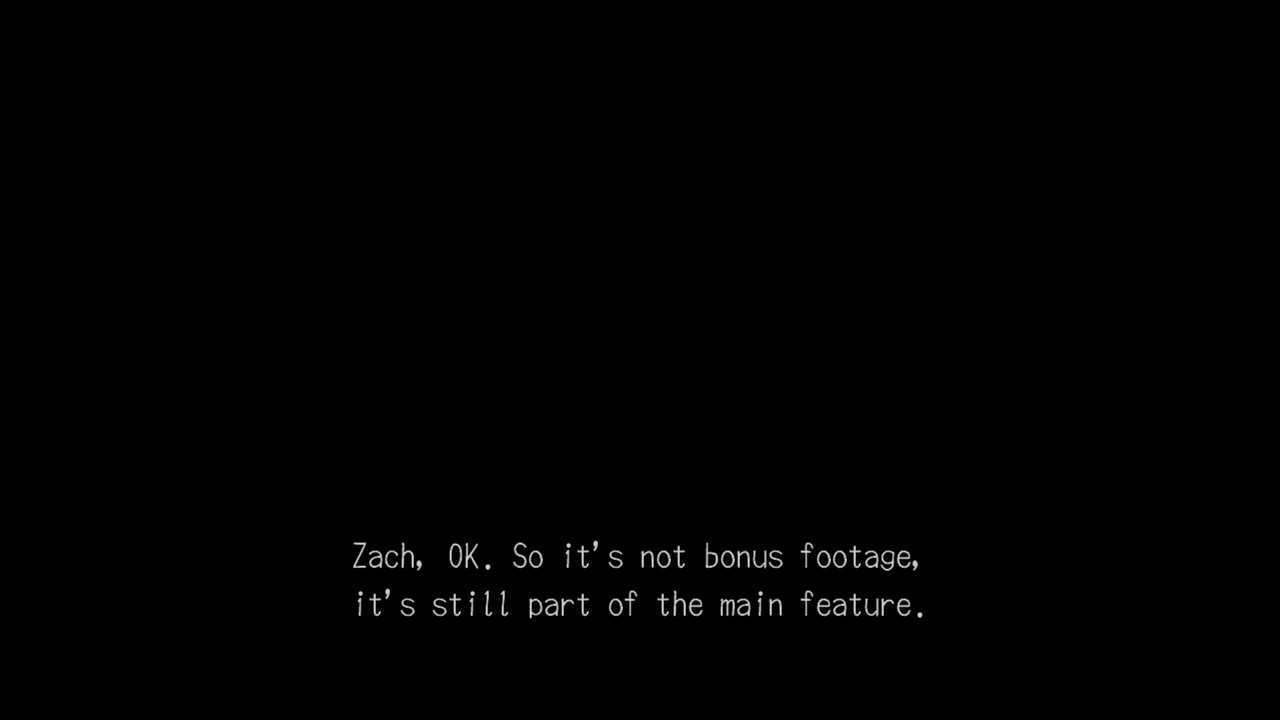 Zach, OK. So it's not bonus footage,
it's still part of the main feature.